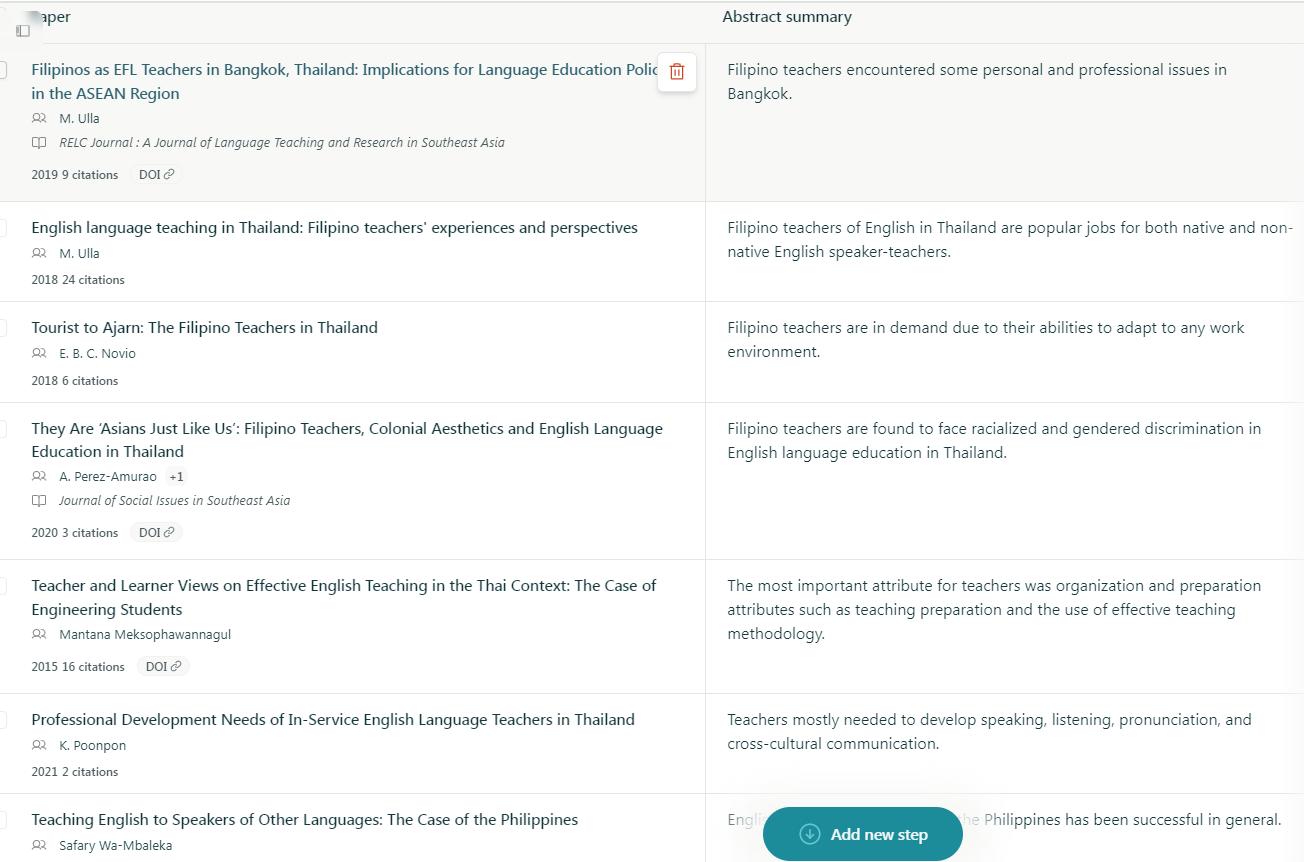 aper
Abstract summary
Filipinos as EFL Teachers in Bangkok, Thailand: Implications for Language Education Polic
in the ASEAN Region
M. Ulla
RELC Journal : A Journal of Language Teaching and Research in Southeast Asia
2019 9 citations DOI
Filipino teachers encountered some personal and professional issues in
Bangkok.
English language teaching in Thailand: Filipino teachers' experiences and perspectives
M. Ulla
2018 24 citations
Filipino teachers of English in Thailand are popular jobs for both native and non-
native English speaker-teachers.
Tourist to Ajarn: The Filipino Teachers in Thailand
E. B. C. Novio
2018 6 citations
Filipino teachers are in demand due to their abilities to adapt to any work
environment.
They Are ‘Asians Just Like Us’: Filipino Teachers, Colonial Aesthetics and English Language
Education in Thailand
A. Perez-Amurao +1
Journal of Social Issues in Southeast Asia
2020 3 citations DOI
Filipino teachers are found to face racialized and gendered discrimination in
English language education in Thailand.
Teacher and Learner Views on Effective English Teaching in the Thai Context: The Case of
Engineering Students
Mantana Meksophawannagul
2015 16 citations DOI
The most important attribute for teachers was organization and preparation
attributes such as teaching preparation and the use of effective teaching
methodology.
Professional Development Needs of In-Service English Language Teachers in Thailand
K. Poonpon
2021 2 citations
Teachers mostly needed to develop speaking, listening, pronunciation, and
cross-cultural communication.
Teaching English to Speakers of Other Languages: The Case of the Philippines
Safary Wa-Mbaleka
Engli the Philippines has been successful in general.
Add new step